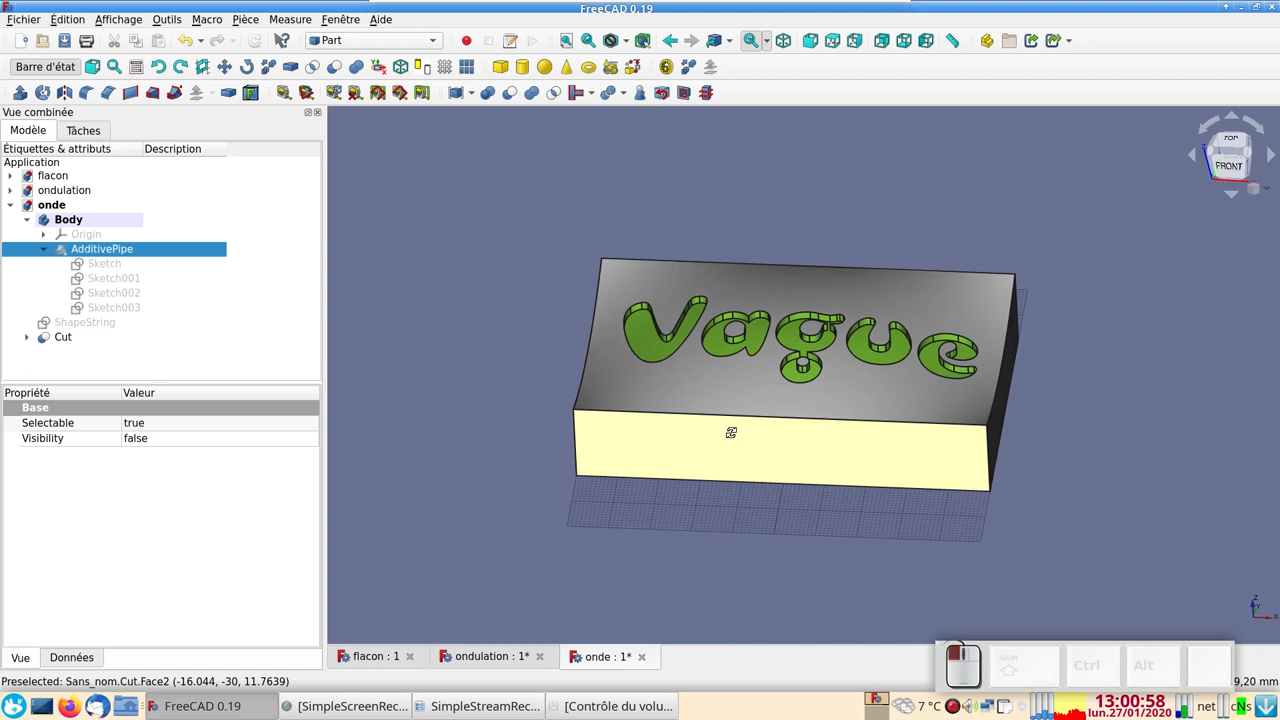 FreeCAD 0.19
Fichier Édition Affichage Outils Macro Pièce Measure Fenêtre Aide
Part
Barre d'état
Vue combinée
Modèle Tâches
Étiquettes & attributs Description
Application
flacon
ondulation
onde
Body
Origin
AdditivePipe
Sketch
Sketch001
Sketch002
Sketch003
ShapeString
Cut
Propriété Valeur
Base
Selectable true
Visibility false
Vue Données
TOP
FRONT
Vague
Z
Y
X
flacon : 1 ondulation : 1* onde : 1*
Shift Ctrl Alt
Preselected: Sans_nom.Cut.Face2 (-16.044, -30, 11.7639)
9,20 mm
FreeCAD 0.19 [SimpleScreenRec... SimpleStreamRec... [Contrôle du volu...
7 °C
net
13:00:58
lun.27/01/2020